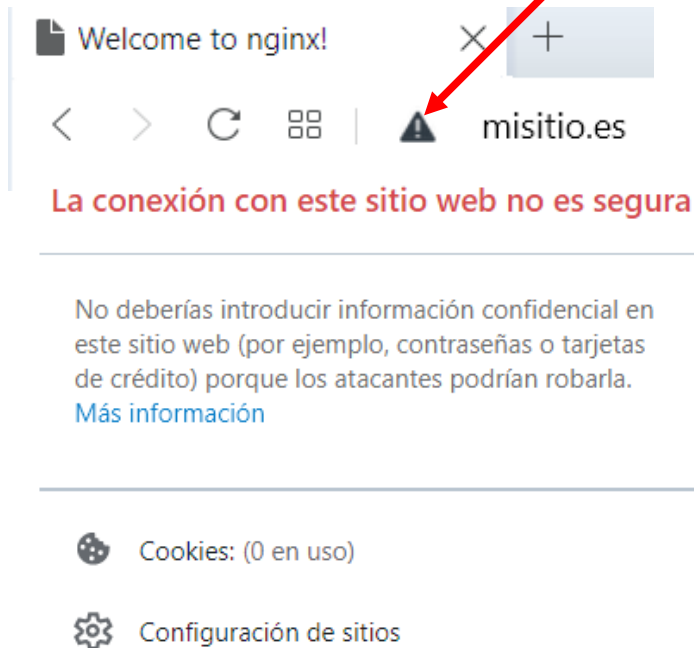 Welcome to nginx!
misitio.es
La conexión con este sitio web no es segura
No deberías introducir información confidencial en
este sitio web (por ejemplo, contraseñas o tarjetas
de crédito) porque los atacantes podrían robarla.
Más información
Cookies: (0 en uso)
Configuración de sitios